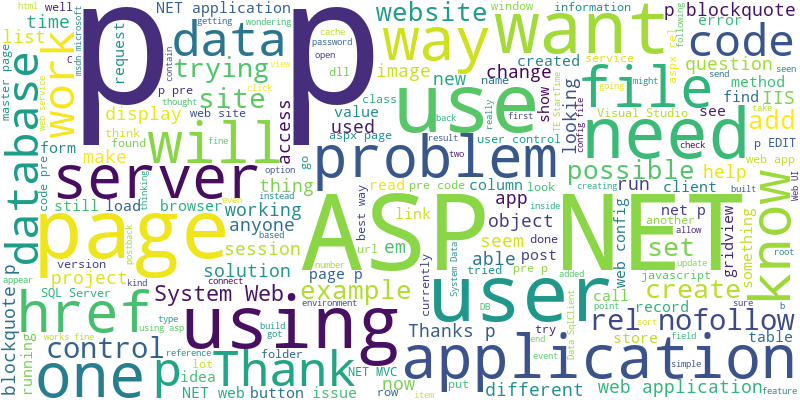 html well
NET application
getting wondering
cache password open dll
website
window information
p blockquote
cel following
msdn microsoft
C
time list
work
request
p p
data
way
want
code
error
service
aspx
send
seen
master page
contain
view
trying
site
image
new
change
created
name
might
going
config file
question
method
find
IIS
Web service
database
p pre
thought
click
access
display
will
web site
class
value
used
aspx page
TE StartTime
show
looking
file
need
Visual Studio
see
add
take
p EDIT
web app
think
found
make
option
go
back
really
first
result
two
user control
use
form
code pre
fine
server
problem
possible
help
check
built
Web UI
still
load
browser
thing
even
read
pre code
column
look
run
client
creating
know
thinking
instead
working
anyone
link
app
inside
object
net p
another
allow
page
postback
based
session
url
em
best way
ASP NET
seem
done
web config
set
gridview
something
version
project
solution
page p
able
post
javascript
update
root
appear
kind
connect
number
tried
pre p
System Data
added
user
create
sure
blockquote p
SQL Server
href
System Web
example
environment
currently
DB
call
point
record
b
running
using asp
type
works fine
build
got
using
Thanks p
try
rel nofollow
control
reference
folder
end
event
Data SqlClient
store
sort
field
table
one
p
Thank
application
lot
idea
NET MVC
now
put
different
web application
simple
feature
NET web
button
issue
row
item